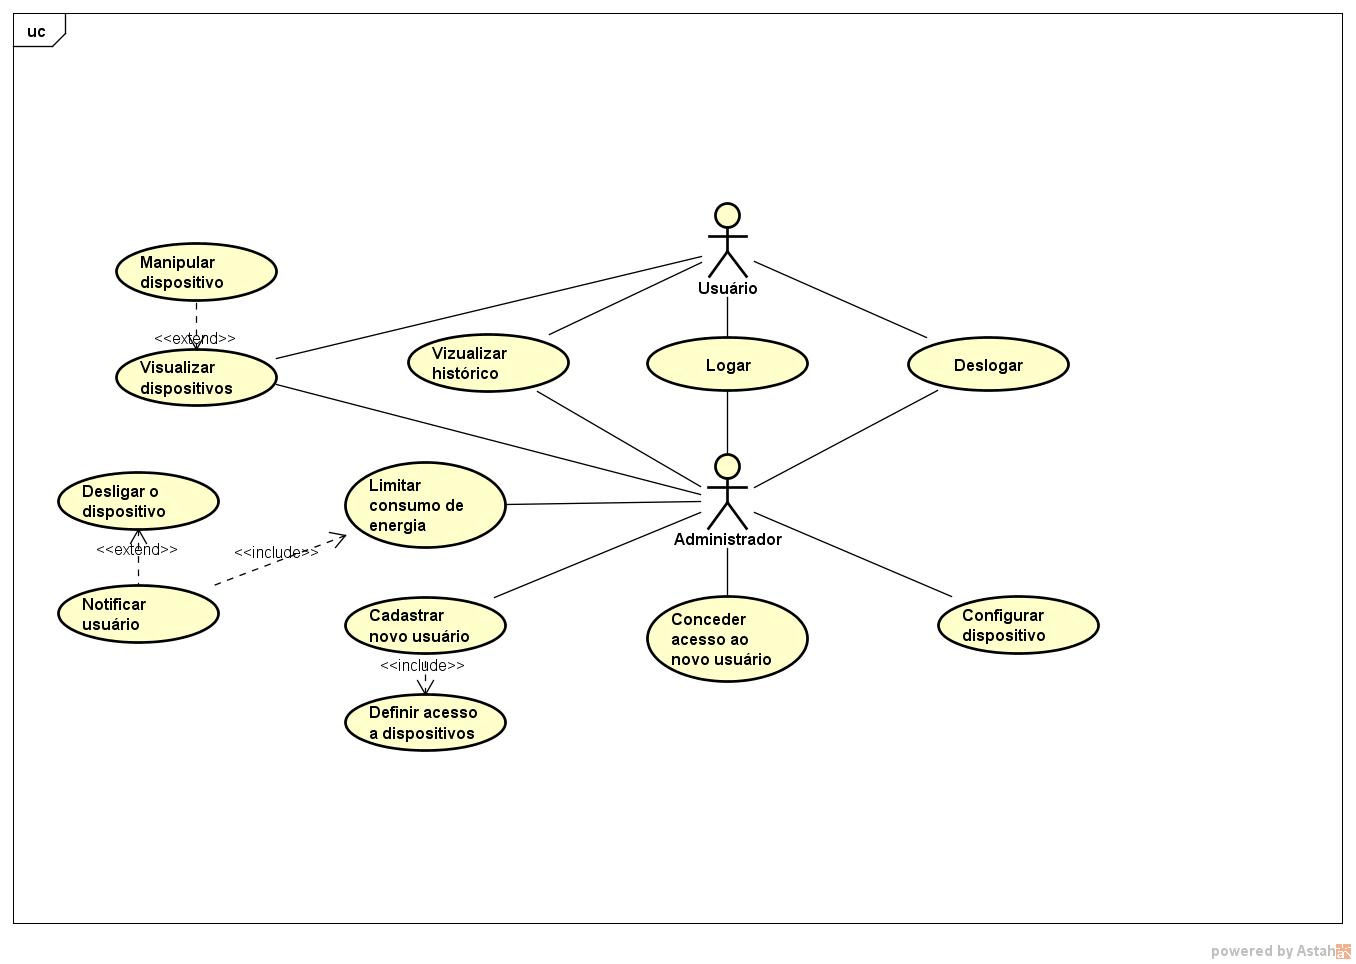 uc
Usuário
Manipular
dispositivo
<<extend>>
Visualizar
dispositivos
Vizualizar
histórico
Logar
Deslogar
Desligar o
dispositivo
<<extend>>
Notificar
usuário
<<include>>
Limitar
consumo de
energia
Administrador
Cadastrar
novo usuário
<<include>>
Definir acesso
a dispositivos
Conceder
acesso ao
novo usuário
Configurar
dispositivo
powered by Astah